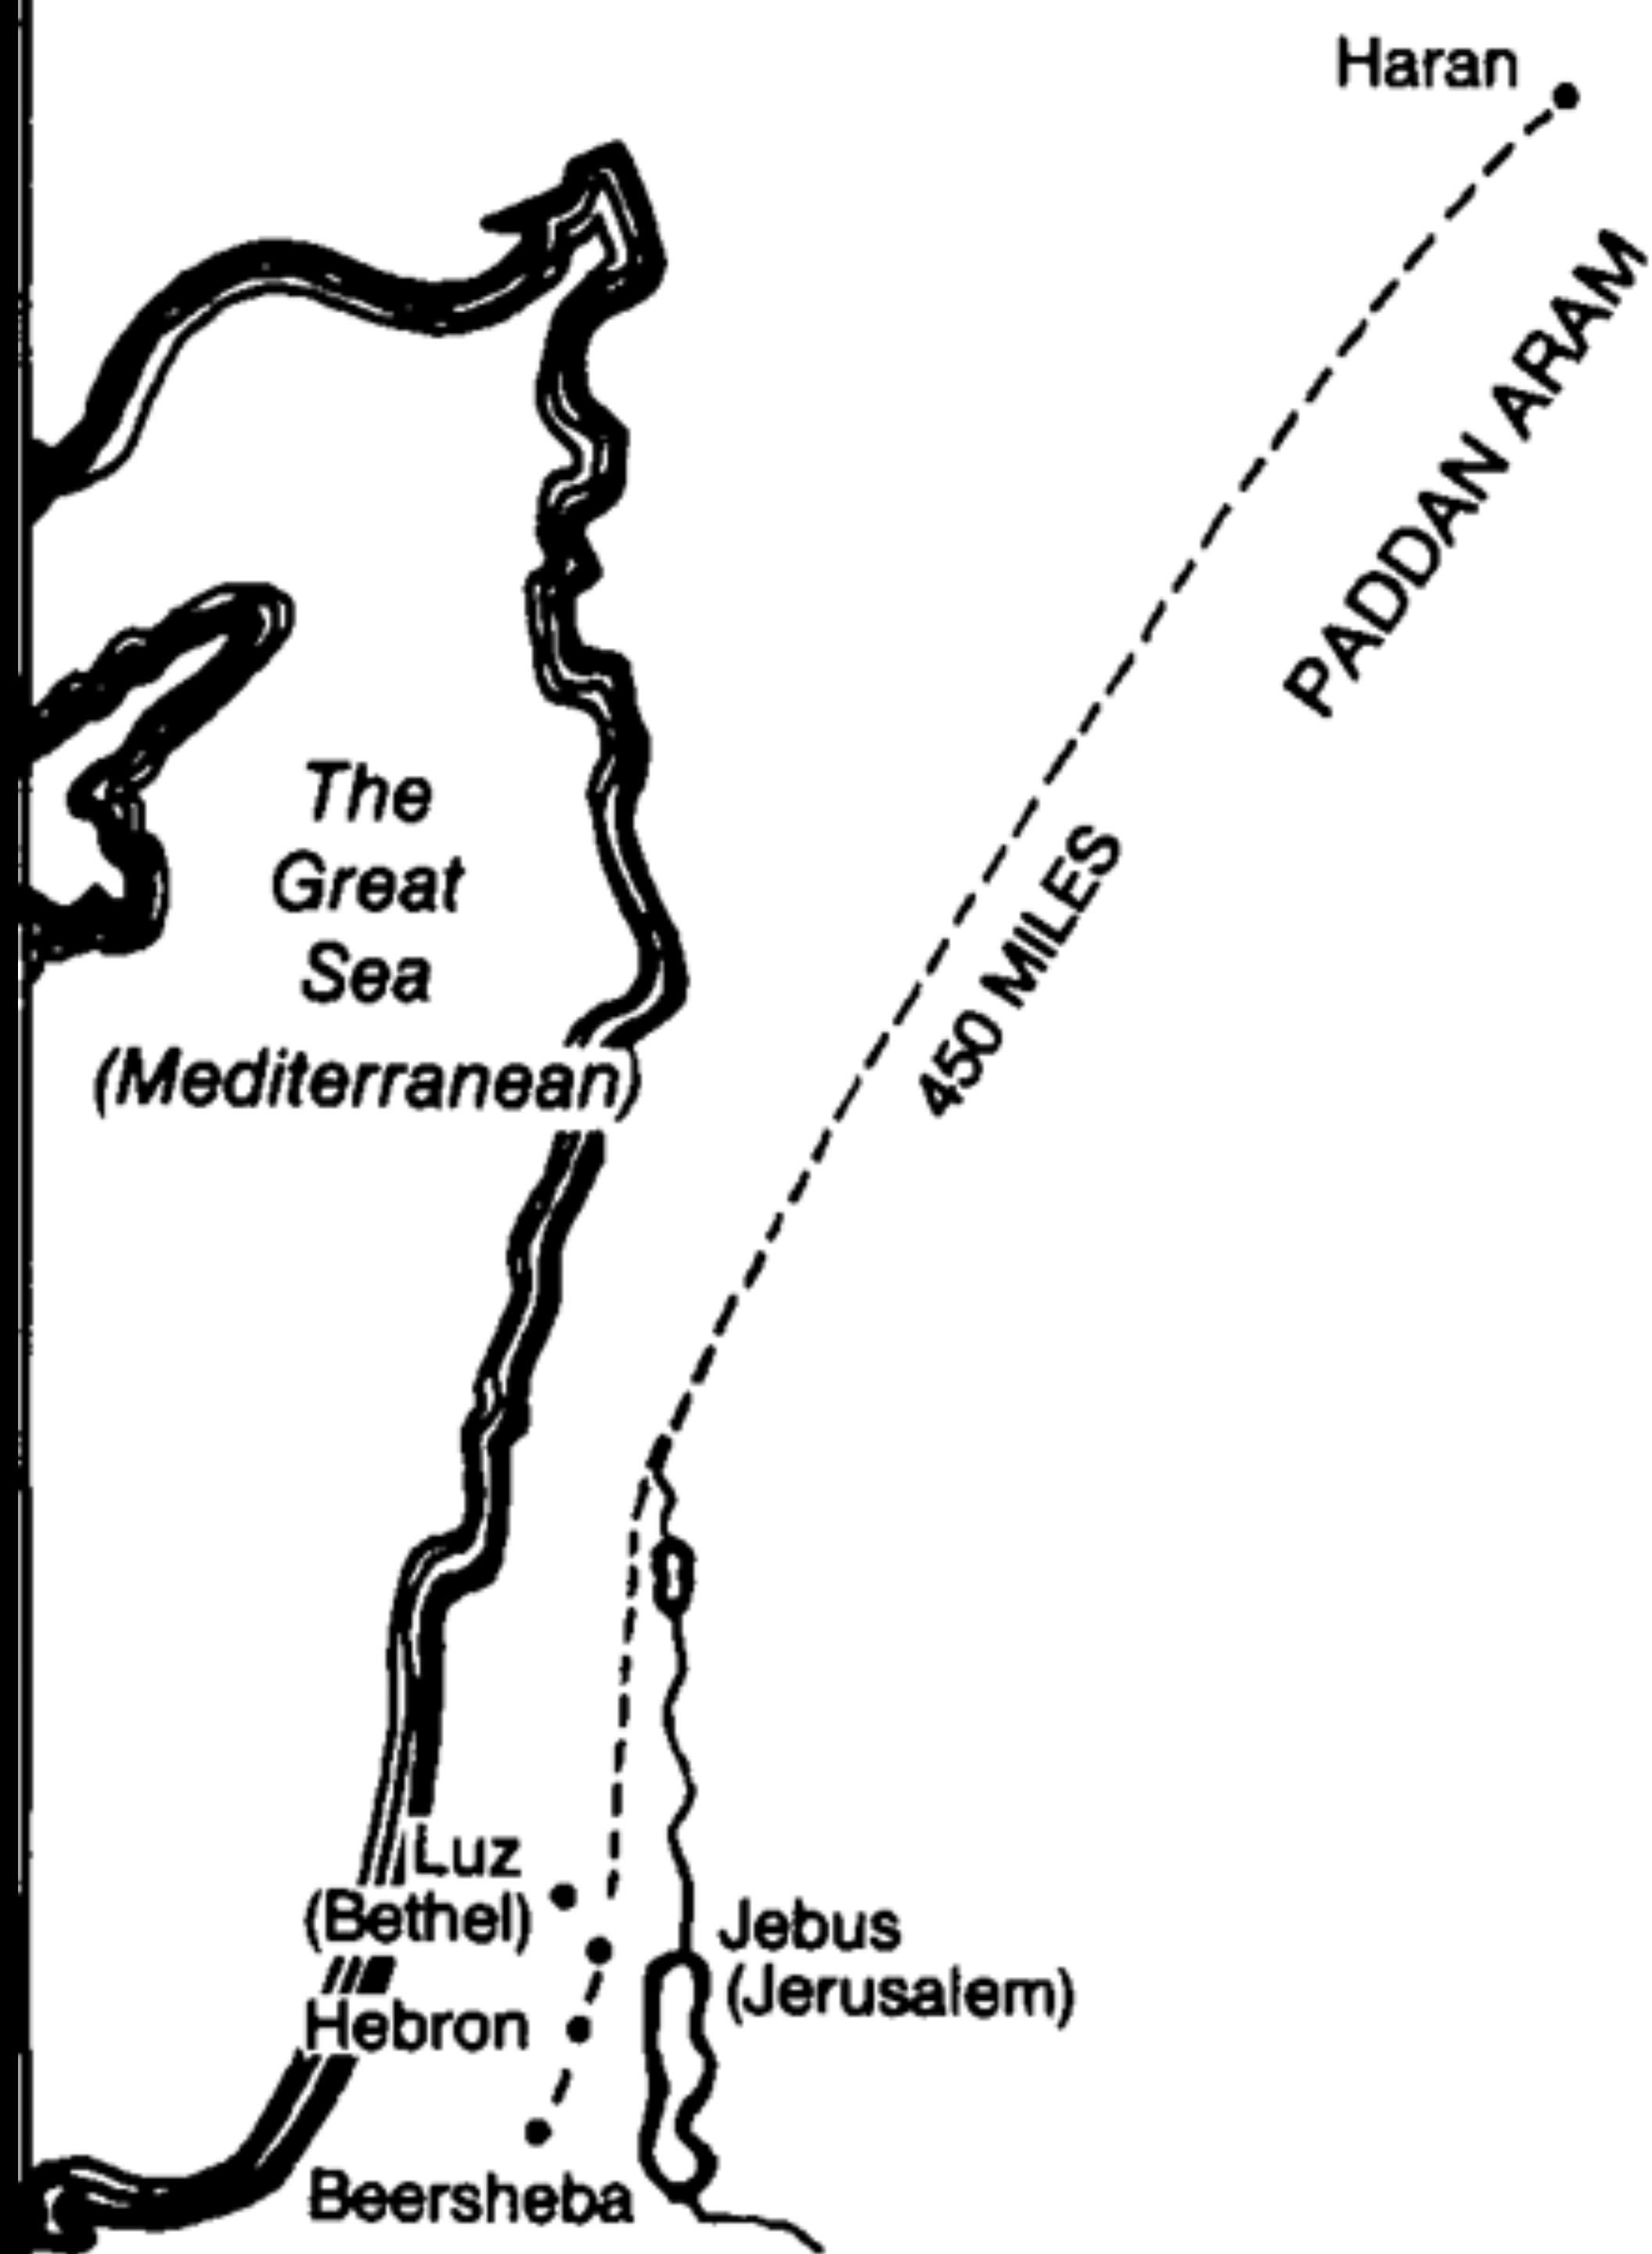 Haran
PADDAN ARAM
The
Great
Sea
(Mediterranean)
450 MILES
Luz
(Bethel)
Jebus
(Jerusalem)
Hebron
Beersheba